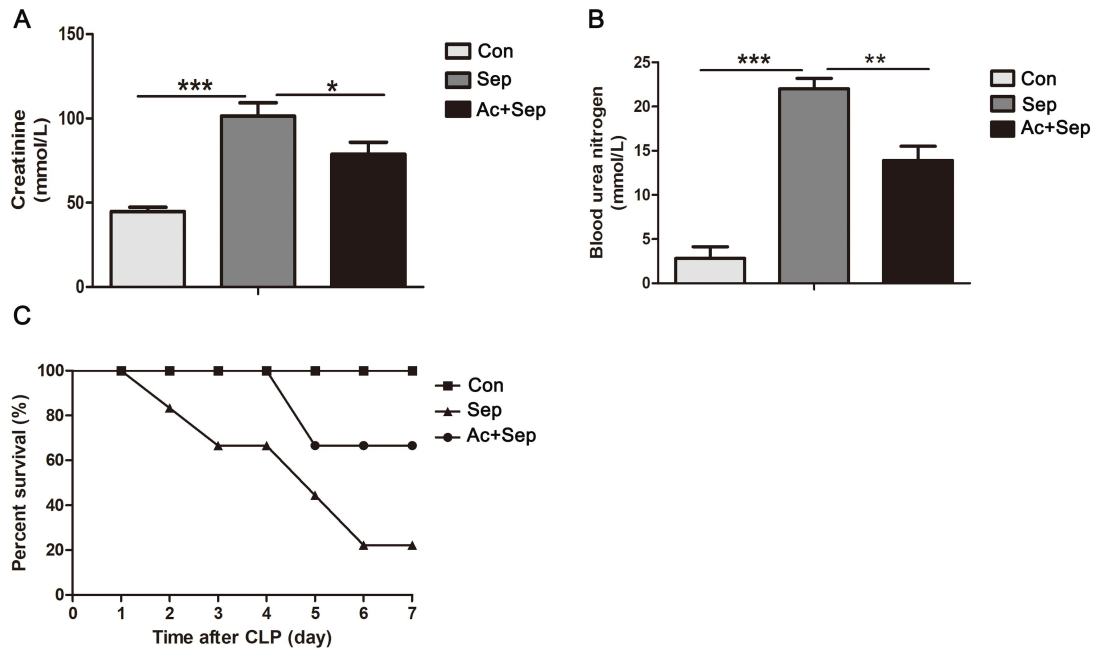 A
Creatinine
(mmol/L)
150
100
50
0
***
*
Con
Sep
Ac+Sep
B
Blood urea nitrogen
(mmol/L)
25
20
15
10
5
0
***
**
Con
Sep
Ac+Sep
C
Percent survival (%)
100
80
60
40
20
0
0 1 2 3 4 5 6 7
Time after CLP (day)
Con
Sep
Ac+Sep